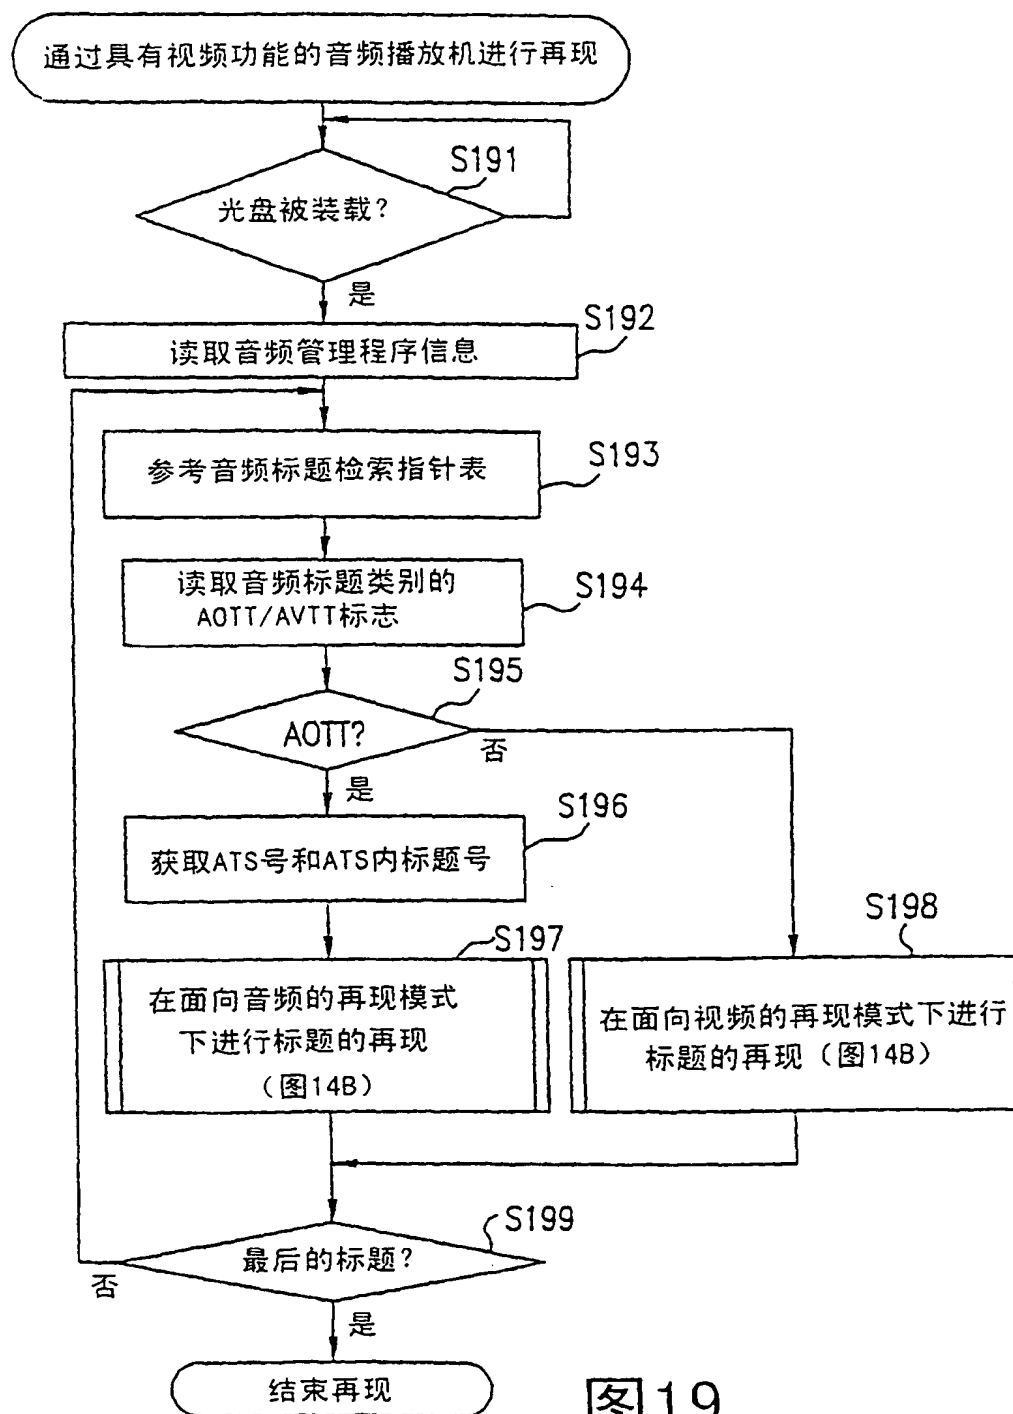 通过具有视频功能的音频播放机进行再现
S191
光盘被装载?
是
S192
读取音频管理程序信息
S193
参考音频标题检索指针表
S194
读取音频标题类别的
AOTT/AVTT标志
S195
AOTT?
否
是
S196
获取ATS号和ATS内标题号
S198
S197
在面向音频的再现模式
下进行标题的再现
(图14B)
在面向视频的再现模式下进行
标题的再现(图14B)
S199
最后的标题?
否
是
结束再现
图19